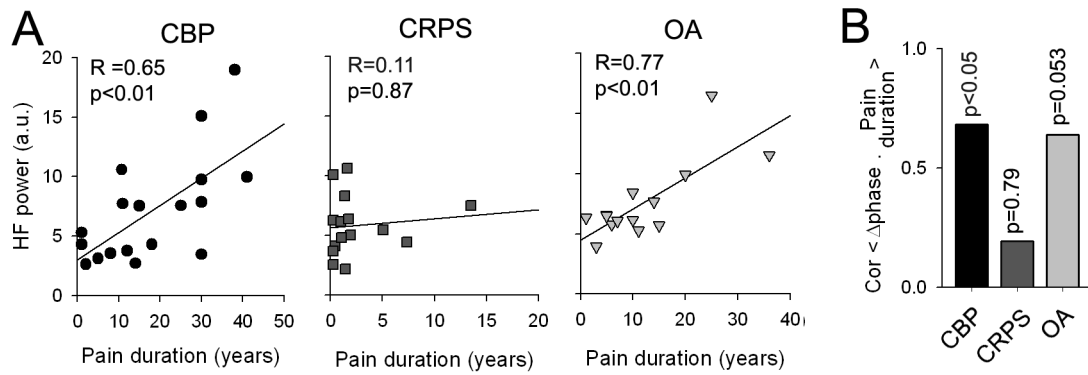 A
CBP
R =0.65
p<0.01
HF power (a.u.)
20
15
10
5
0
0 10 20 30 40 50
Pain duration (years)
CRPS
R=0.11
p=0.87
0 5 10 15 20
Pain duration (years)
OA
R=0.77
p<0.01
0 10 20 30 40
Pain duration (years)
B
Cor < Δphase . Pain duration >
1.0
0.5
0.0
p<0.05
p=0.79
p=0.053
CBP
CRPS
OA